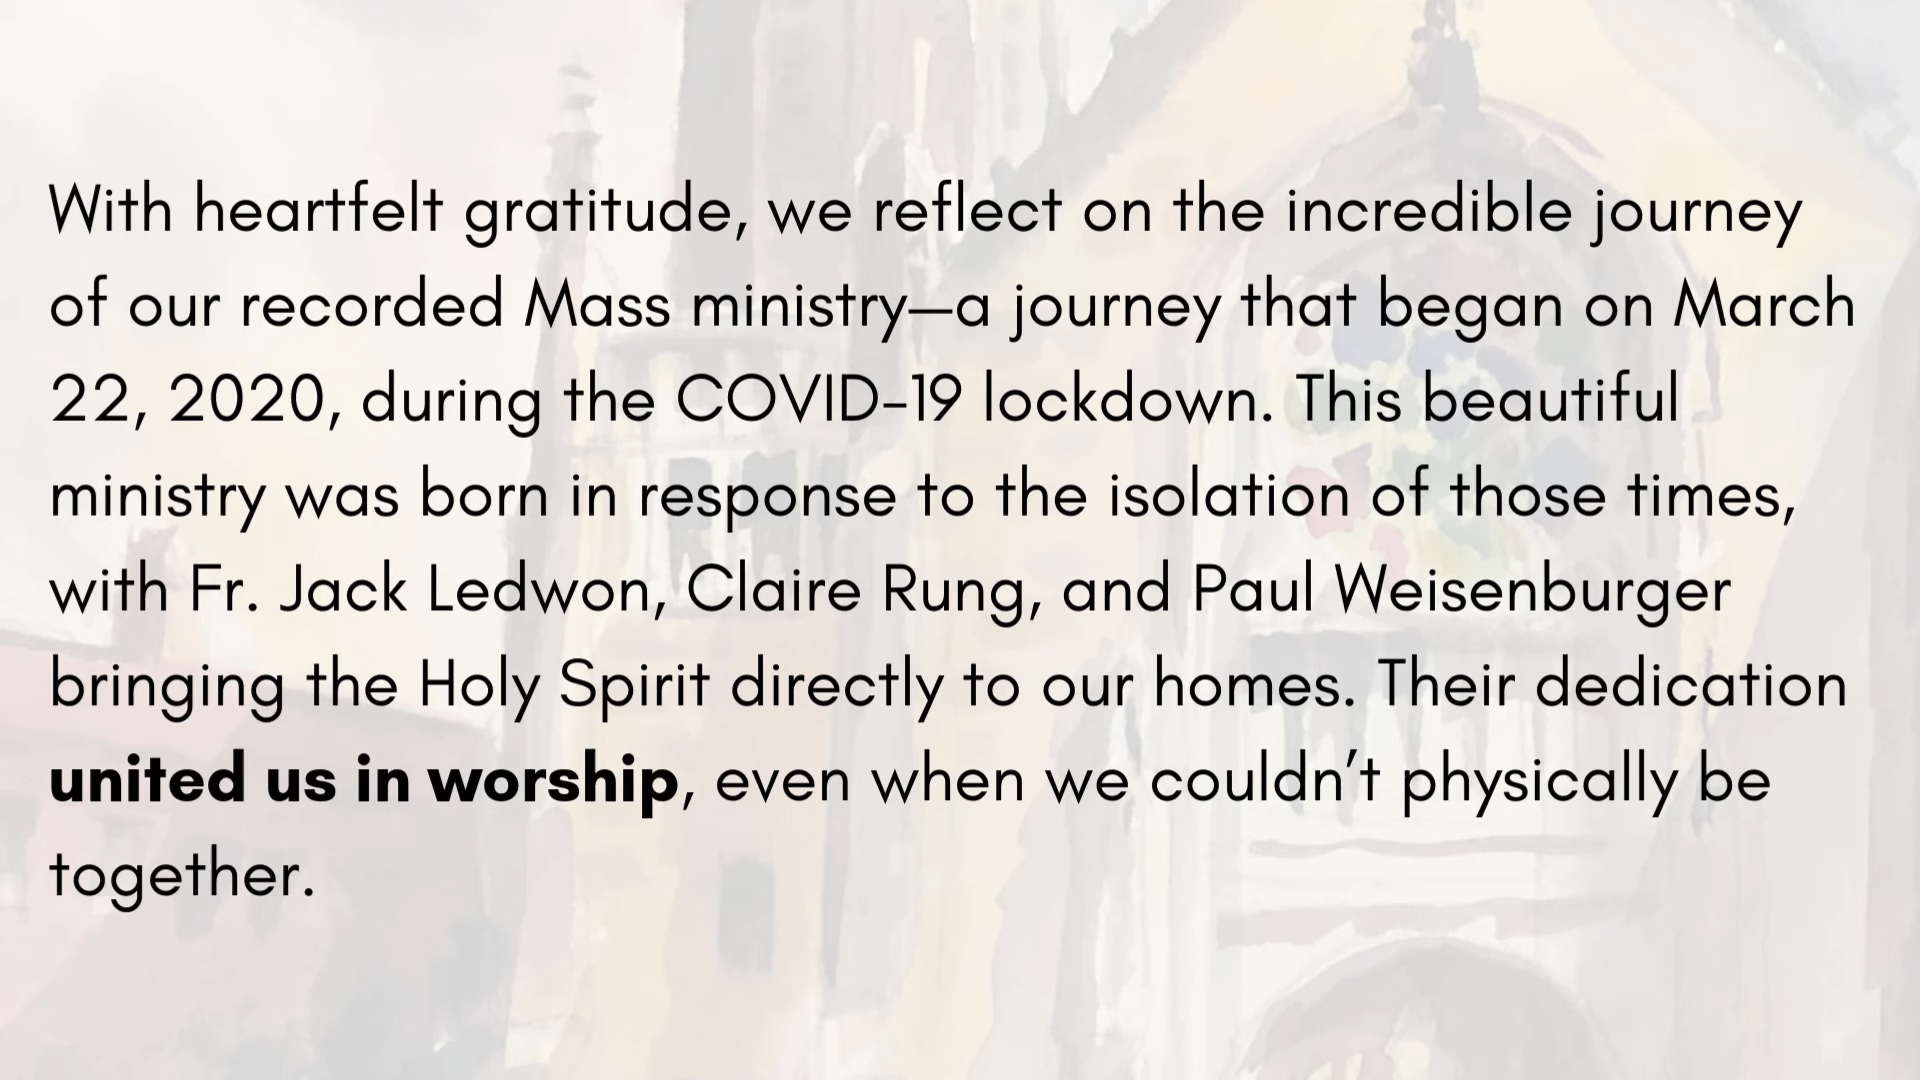 With heartfelt gratitude, we reflect on the incredible journey
of our recorded Mass ministry—a journey that began on March
22, 2020, during the COVID-19 lockdown. This beautiful
ministry was born in response to the isolation of those times,
with Fr. Jack Ledwon, Claire Rung, and Paul Weisenburger
bringing the Holy Spirit directly to our homes. Their dedication
united us in worship, even when we couldn’t physically be
together.